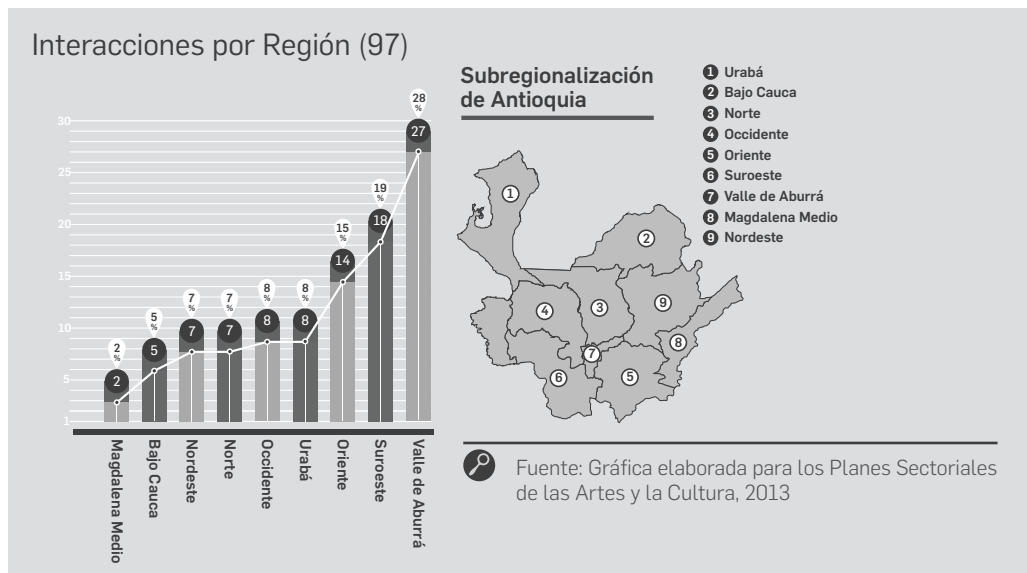 Interacciones por Región (97)
30
25
20
15
10
5
1
2
%
2
5
%
5
7
%
7
7
%
7
8
%
8
8
%
8
15
%
14
19
%
18
28
%
27
Magdalena Medio
Bajo Cauca
Nordeste
Norte
Occidente
Urabá
Oriente
Suroeste
Valle de Aburrá
Subregionalización
de Antioquia
1 Urabá
2 Bajo Cauca
3 Norte
4 Occidente
5 Oriente
6 Suroeste
7 Valle de Aburrá
8 Magdalena Medio
9 Nordeste
1
2
3
4
9
8
7
6
5
Fuente: Gráfica elaborada para los Planes Sectoriales
de las Artes y la Cultura, 2013